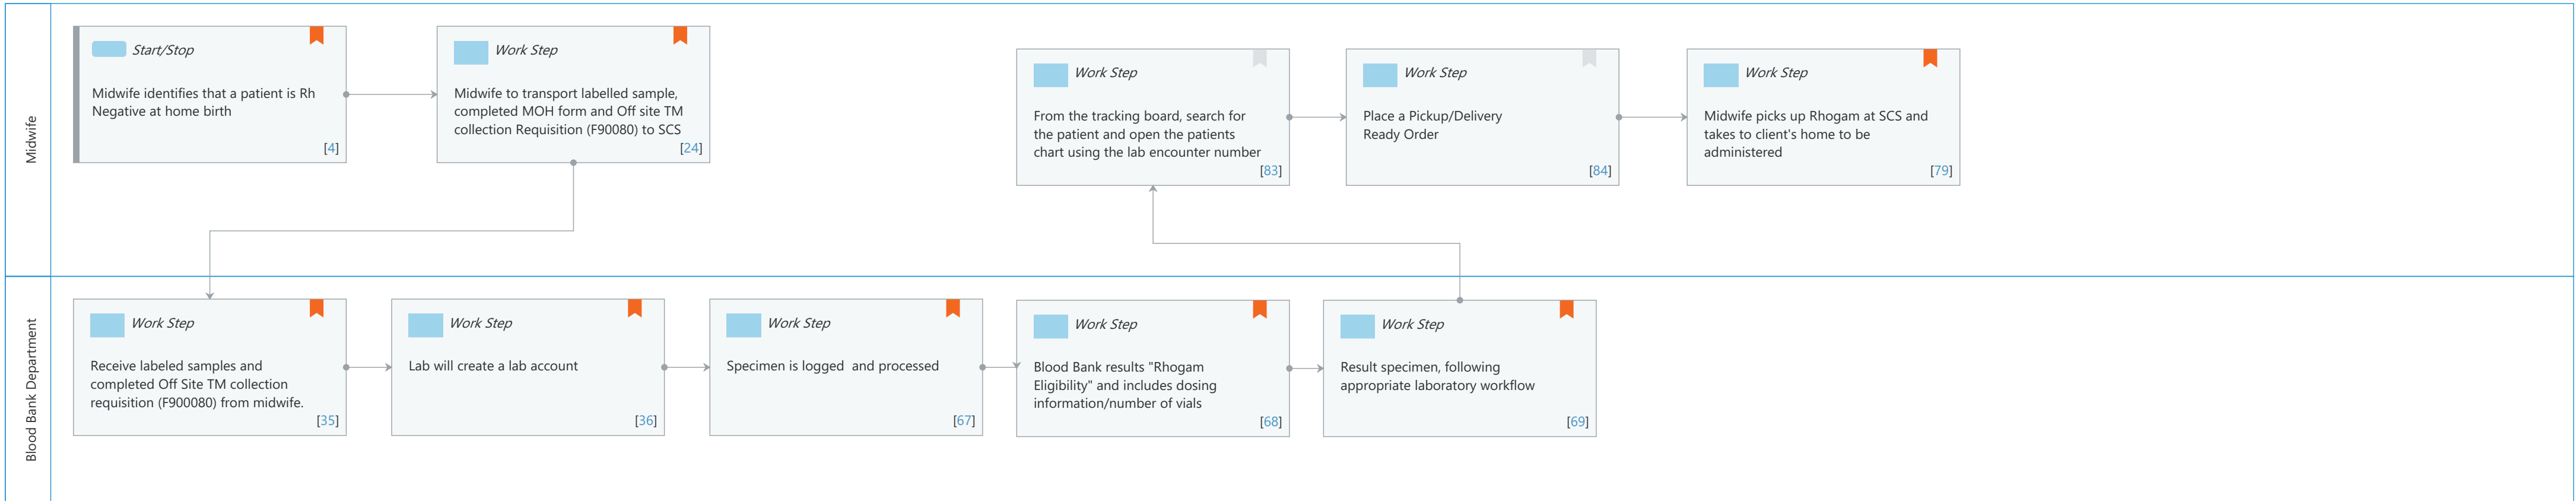 Midwife
Start/Stop
Midwife identifies that a patient is Rh
Negative at home birth
[4]
Work Step
Midwife to transport labelled sample,
completed MOH form and Off site TM
collection Requisition (F90080) to SCS
[24]
Work Step
From the tracking board, search for
the patient and open the patients
chart using the lab encounter number
[83]
Work Step
Place a Pickup/Delivery
Ready Order
[84]
Work Step
Midwife picks up Rhogam at SCS and
takes to client's home to be
administered
[79]
Blood Bank Department
Work Step
Receive labeled samples and
completed Off Site TM collection
requisition (F900080) from midwife.
[35]
Work Step
Lab will create a lab account
[36]
Work Step
Specimen is logged  and processed
[67]
Work Step
Blood Bank results "Rhogam
Eligibility" and includes dosing
information/number of vials
[68]
Work Step
Result specimen, following
appropriate laboratory workflow
[69]